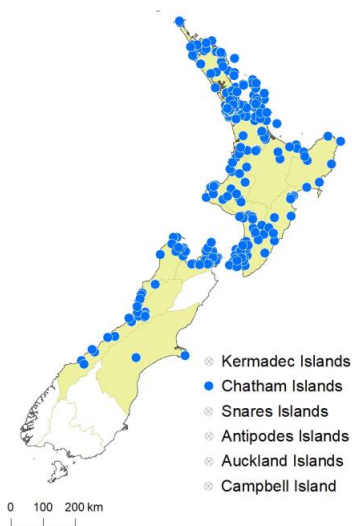 Kermadec Islands
Chatham Islands
Snares Islands
Antipodes Islands
Auckland Islands
Campbell Island
0 100 200 km